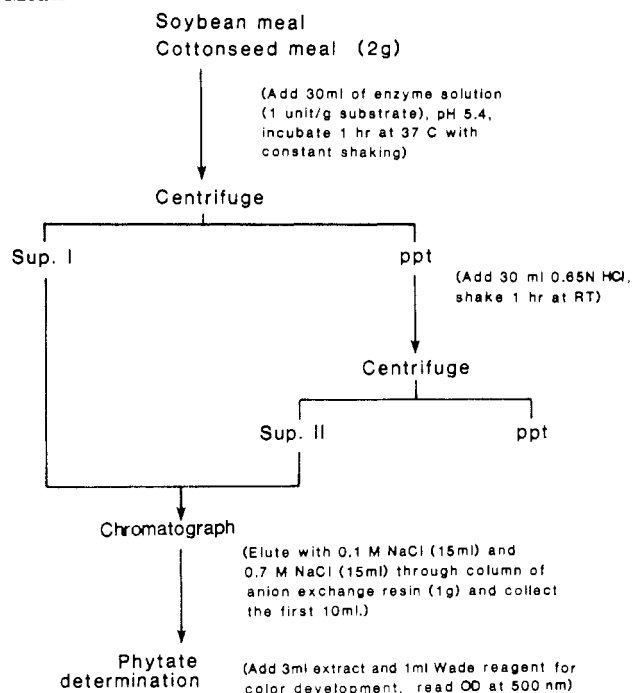 Soybean meal
Cottonseed meal (2g)
(Add 30ml of enzyme solution
(1 unit/g substrate), pH 5.4,
incubate 1 hr at 37 C with
constant shaking)
Centrifuge
Sup. I
ppt
(Add 30 ml 0.65N HCl,
shake 1 hr at RT)
Centrifuge
Sup. II
ppt
Chromatograph
(Elute with 0.1 M NaCl (15ml) and
0.7 M NaCl (15ml) through column of
anion exchange resin (1g) and collect
the first 10ml.)
Phytate
determination
(Add 3ml extract and 1ml Wade reagent for
color development, read OD at 500 nm)